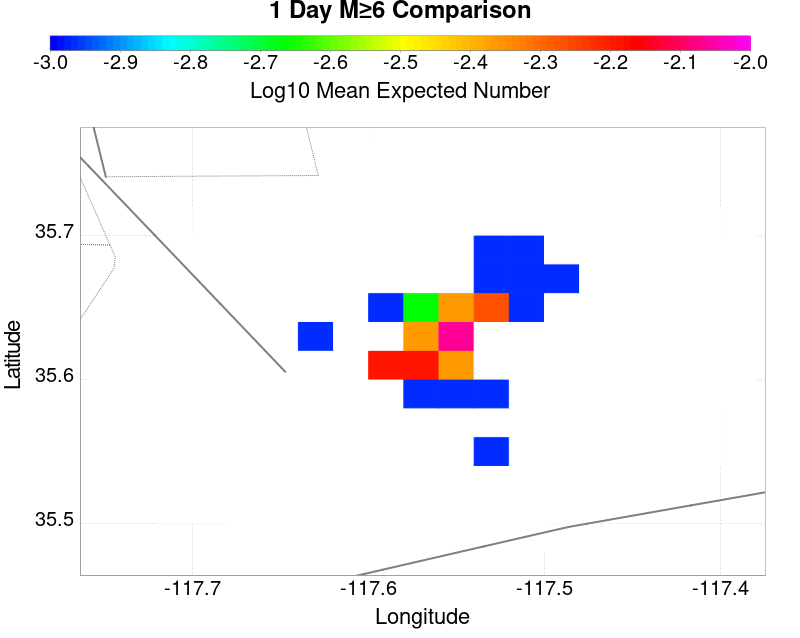 1 Day M≥6 Comparison
-3.0 -2.9 -2.8 -2.7 -2.6 -2.5 -2.4 -2.3 -2.2 -2.1 -2.0
Log10 Mean Expected Number
35.7
35.6
35.5
Latitude
-117.7 -117.6 -117.5 -117.4
Longitude